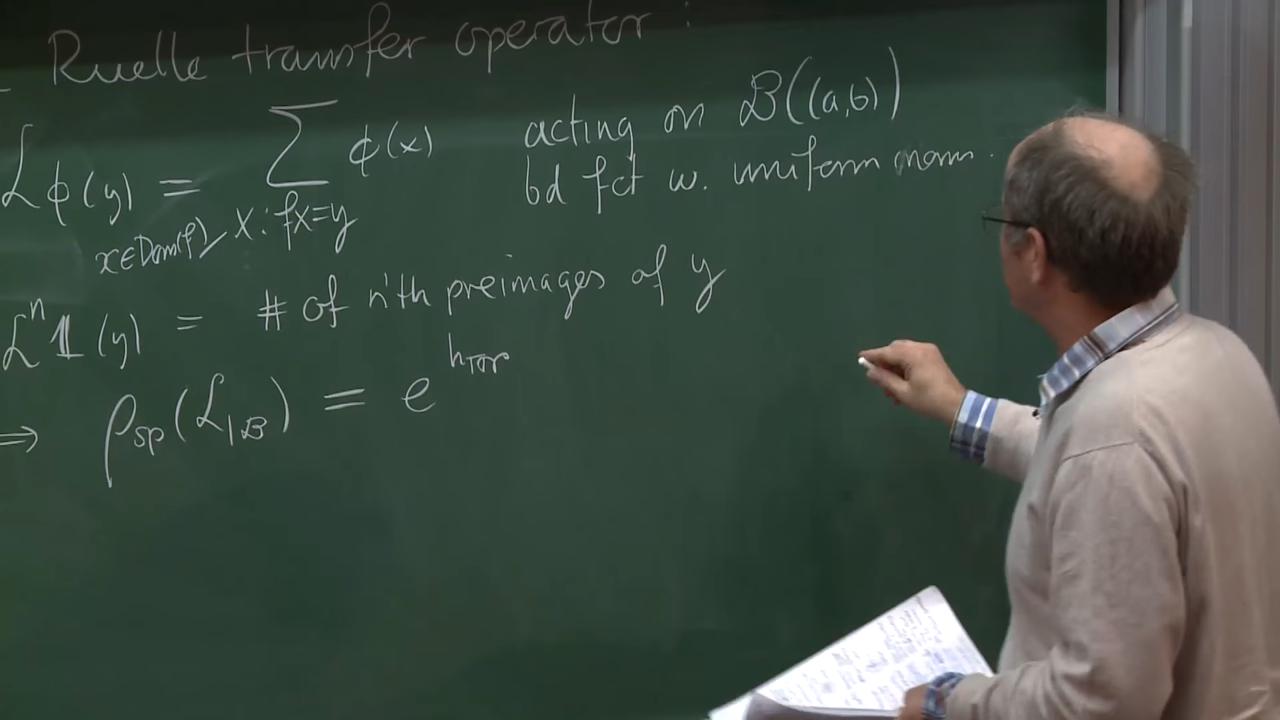 – Ruelle transfer operator :
ℒϕ(y) = Σ ϕ(x) acting on ℬ((a,b))
x∈Dom(f), x : fx=y bd fct w. uniform norm.
ℒⁿ𝟙(y) = # of n'th preimages of y
⇒ ρ_sp(ℒ|ℬ) = e^{h_TOP}